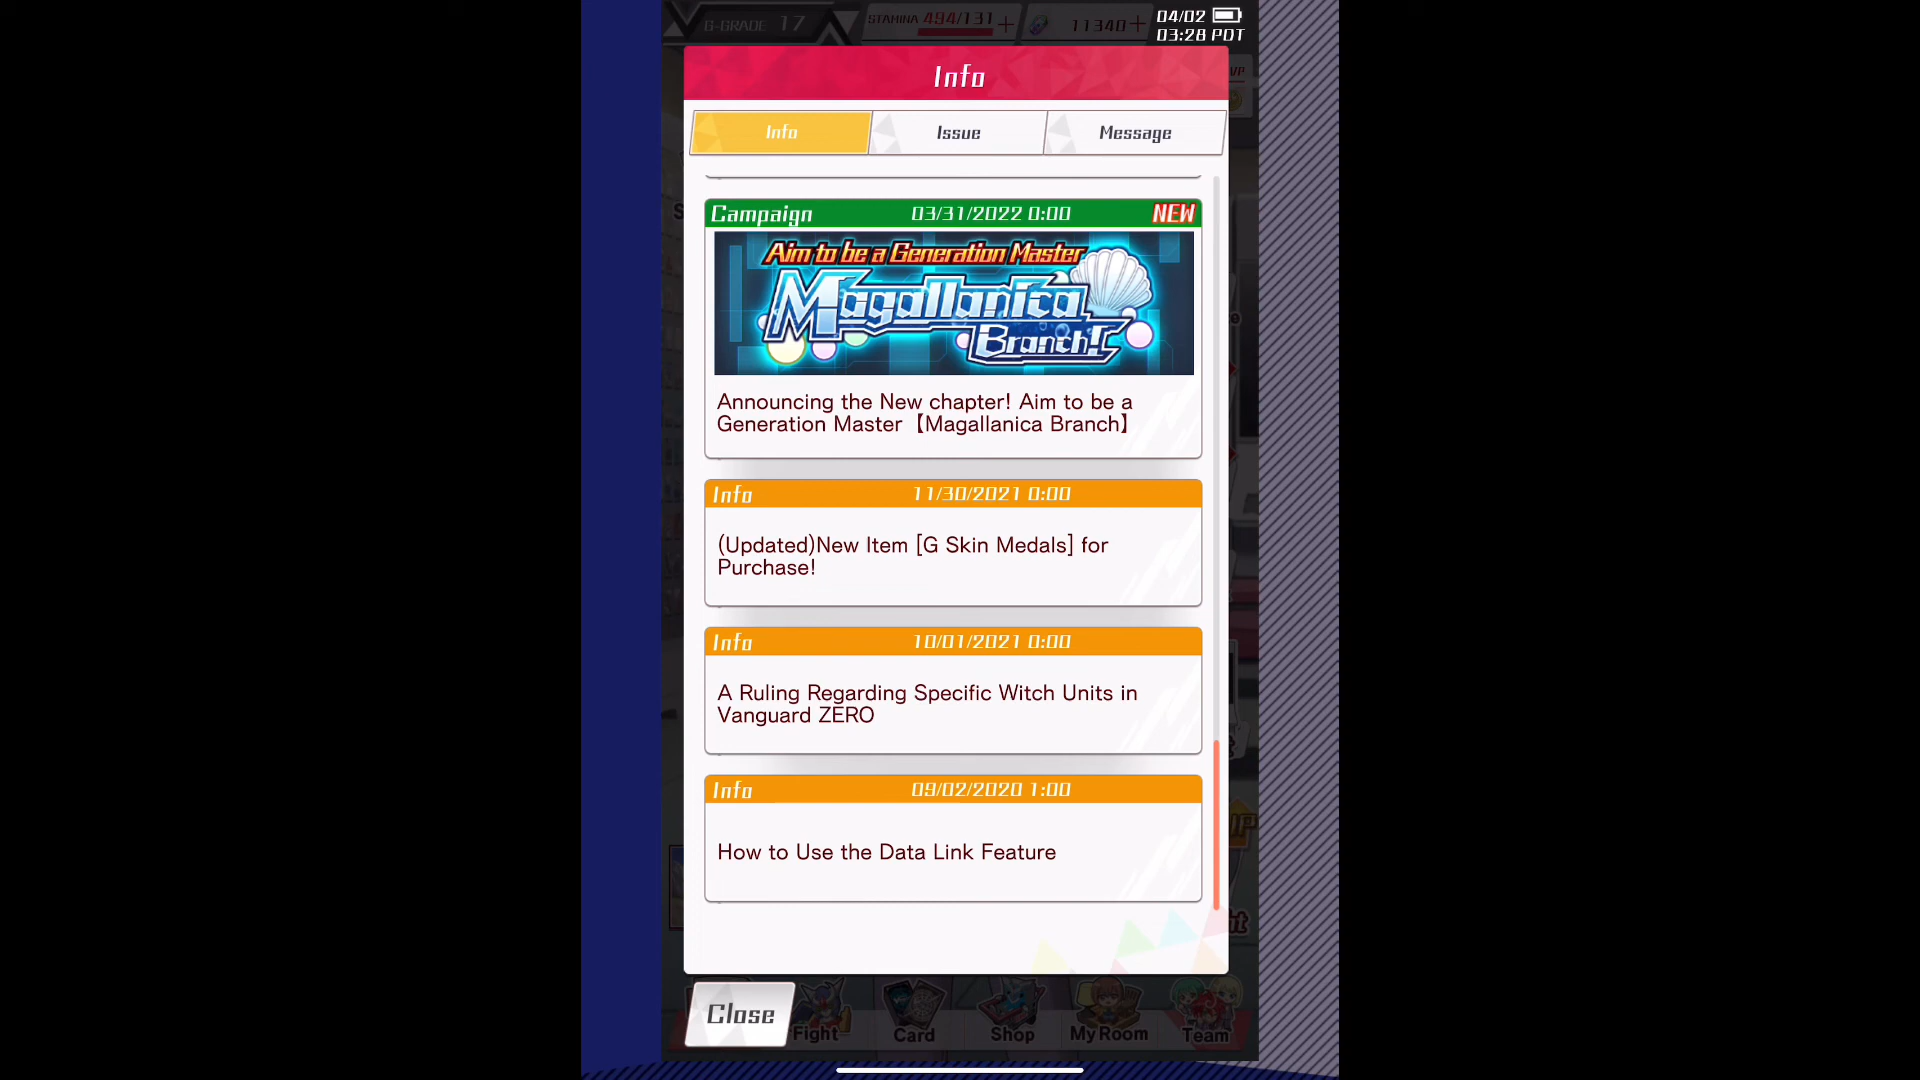 G-GRADE 17
STAMINA 494/131
11340
04/02
03:28 PDT
Info
Info
Issue
Message
Campaign 03/31/2022 0:00 NEW
Aim to be a Generation Master
Magallanica
Branch!
Announcing the New chapter! Aim to be a
Generation Master【Magallanica Branch】
Info 11/30/2021 0:00
(Updated)New Item [G Skin Medals] for
Purchase!
Info 10/01/2021 0:00
A Ruling Regarding Specific Witch Units in
Vanguard ZERO
Info 09/02/2020 1:00
How to Use the Data Link Feature
Close
Fight
Card
Shop
My Room
Team